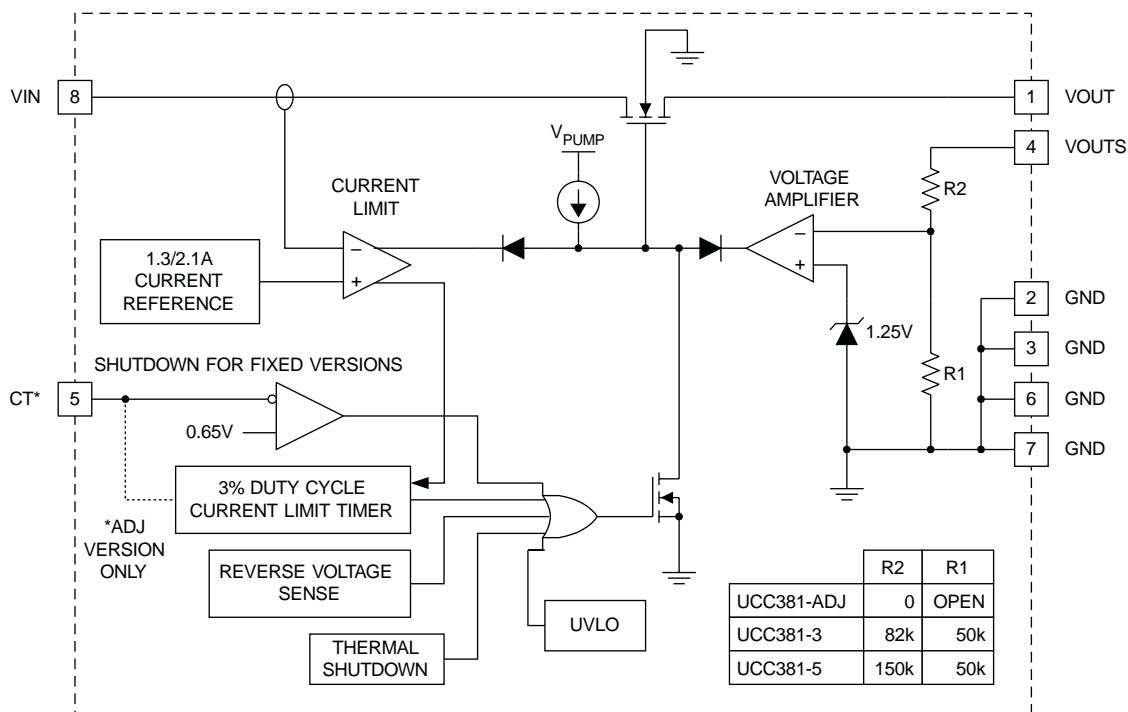 VIN
8
1
VOUT
VPUMP
4
VOUTS
CURRENT
LIMIT
VOLTAGE
AMPLIFIER
R2
–
+
–
+
1.3/2.1A
CURRENT
REFERENCE
2
GND
1.25V
3
GND
R1
SHUTDOWN FOR FIXED VERSIONS
CT*
5
6
GND
0.65V
7
GND
3% DUTY CYCLE
CURRENT LIMIT TIMER
*ADJ
VERSION
ONLY
REVERSE VOLTAGE
SENSE
UVLO
THERMAL
SHUTDOWN
R2 R1
UCC381-ADJ 0 OPEN
UCC381-3 82k 50k
UCC381-5 150k 50k